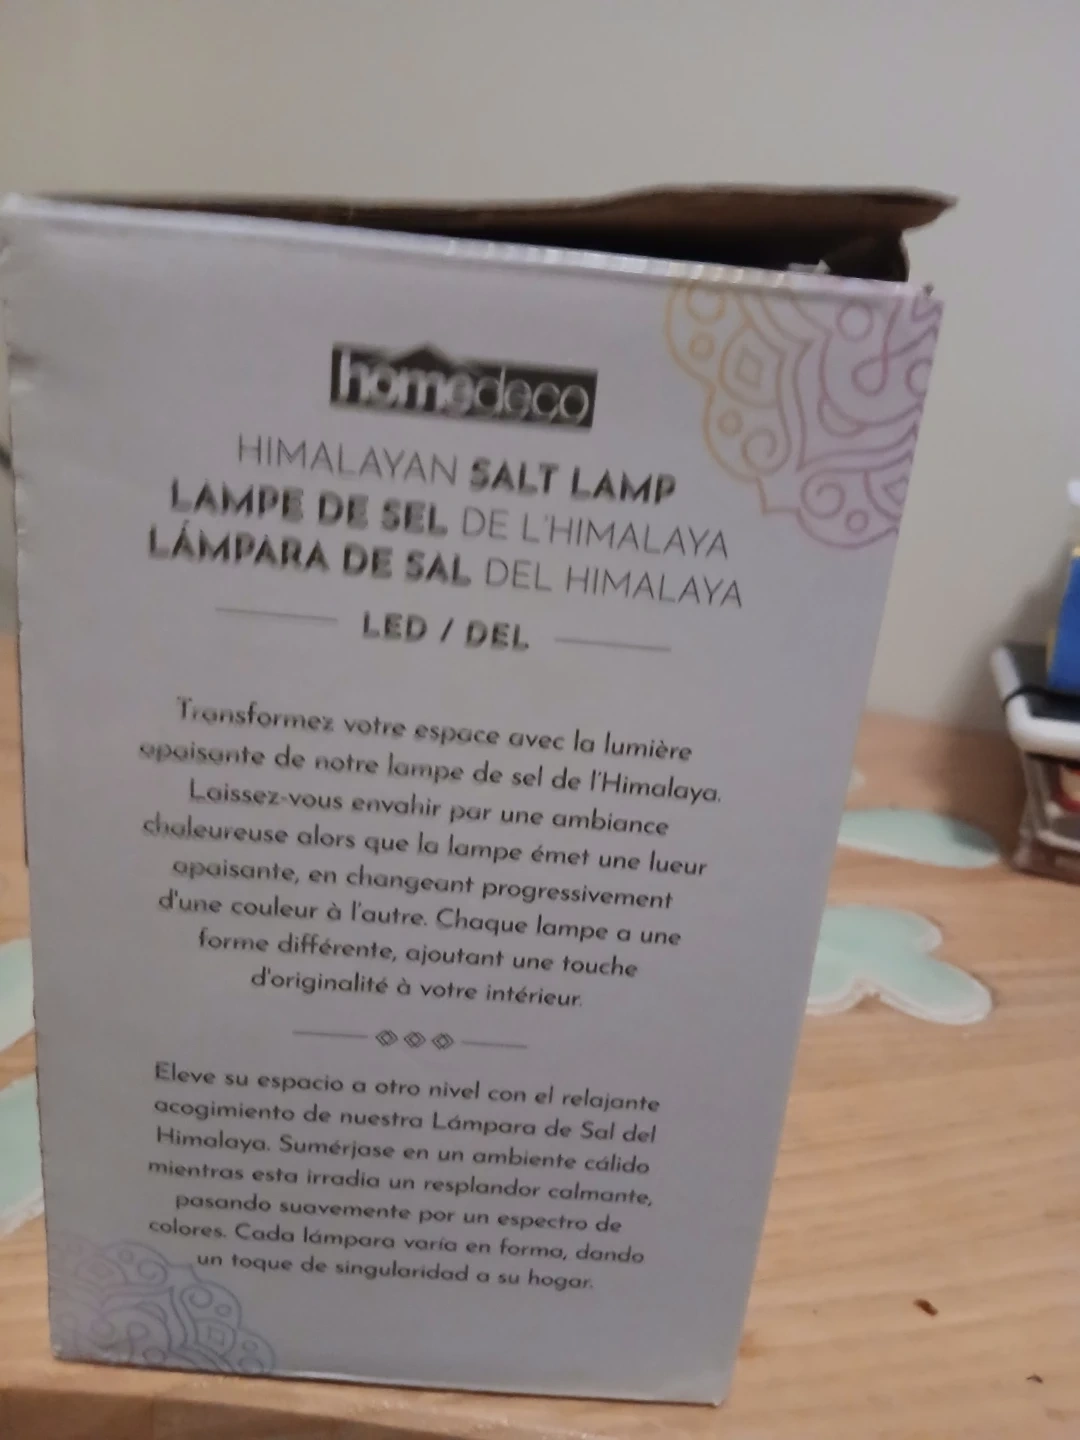 homedeco
HIMALAYAN SALT LAMP
LAMPE DE SEL DE L'HIMALAYA
LÁMPARA DE SAL DEL HIMALAYA
LED / DEL
Transformez votre espace avec la lumière
apaisante de notre lampe de sel de l'Himalaya.
Laissez-vous envahir par une ambiance
chaleureuse alors que la lampe émet une lueur
apaisante, en changeant progressivement
d'une couleur à l'autre. Chaque lampe a une
forme différente, ajoutant une touche
d'originalité à votre intérieur.
Eleve su espacio a otro nivel con el relajante
acogimiento de nuestra Lámpara de Sal del
Himalaya. Sumérjase en un ambiente cálido
mientras esta irradia un resplandor calmante,
pasando suavemente por un espectro de
colores. Cada lámpara varía en forma, dando
un toque de singularidad a su hogar.